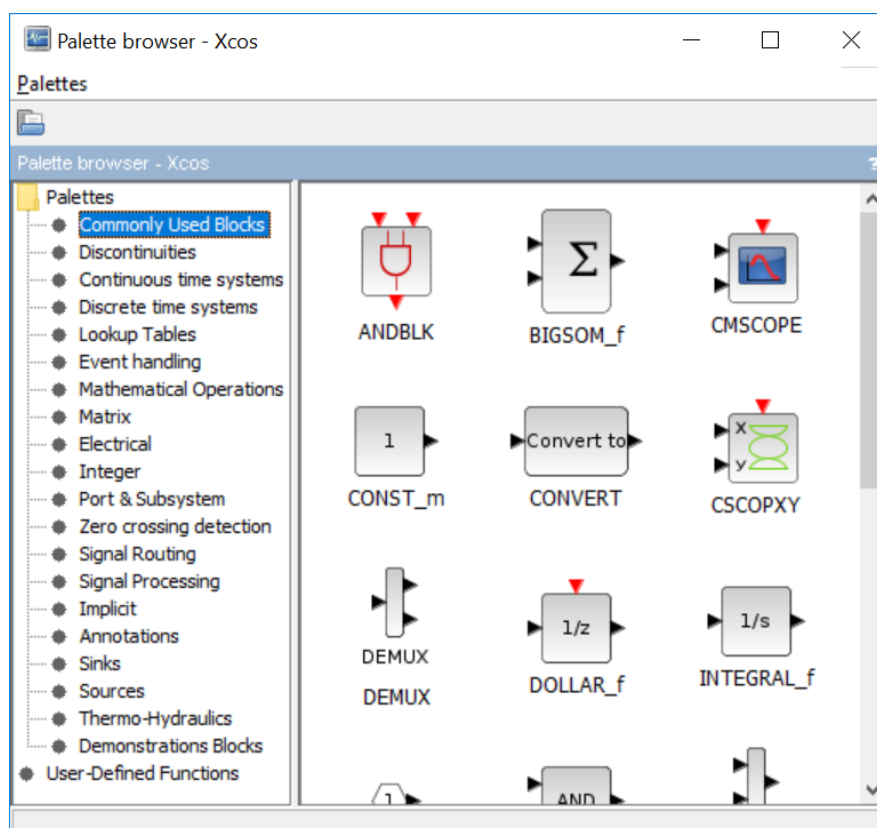 Palette browser - Xcos
Palettes
Palette browser - Xcos
?
Palettes
Commonly Used Blocks
Discontinuities
Continuous time systems
Discrete time systems
Lookup Tables
Event handling
Mathematical Operations
Matrix
Electrical
Integer
Port & Subsystem
Zero crossing detection
Signal Routing
Signal Processing
Implicit
Annotations
Sinks
Sources
Thermo-Hydraulics
Demonstrations Blocks
User-Defined Functions
ANDBLK
Σ
BIGSOM_f
CMSCOPE
1
CONST_m
Convert to
CONVERT
X
Y
CSCOPXY
DEMUX
DEMUX
1/z
DOLLAR_f
1/s
INTEGRAL_f
1
AND